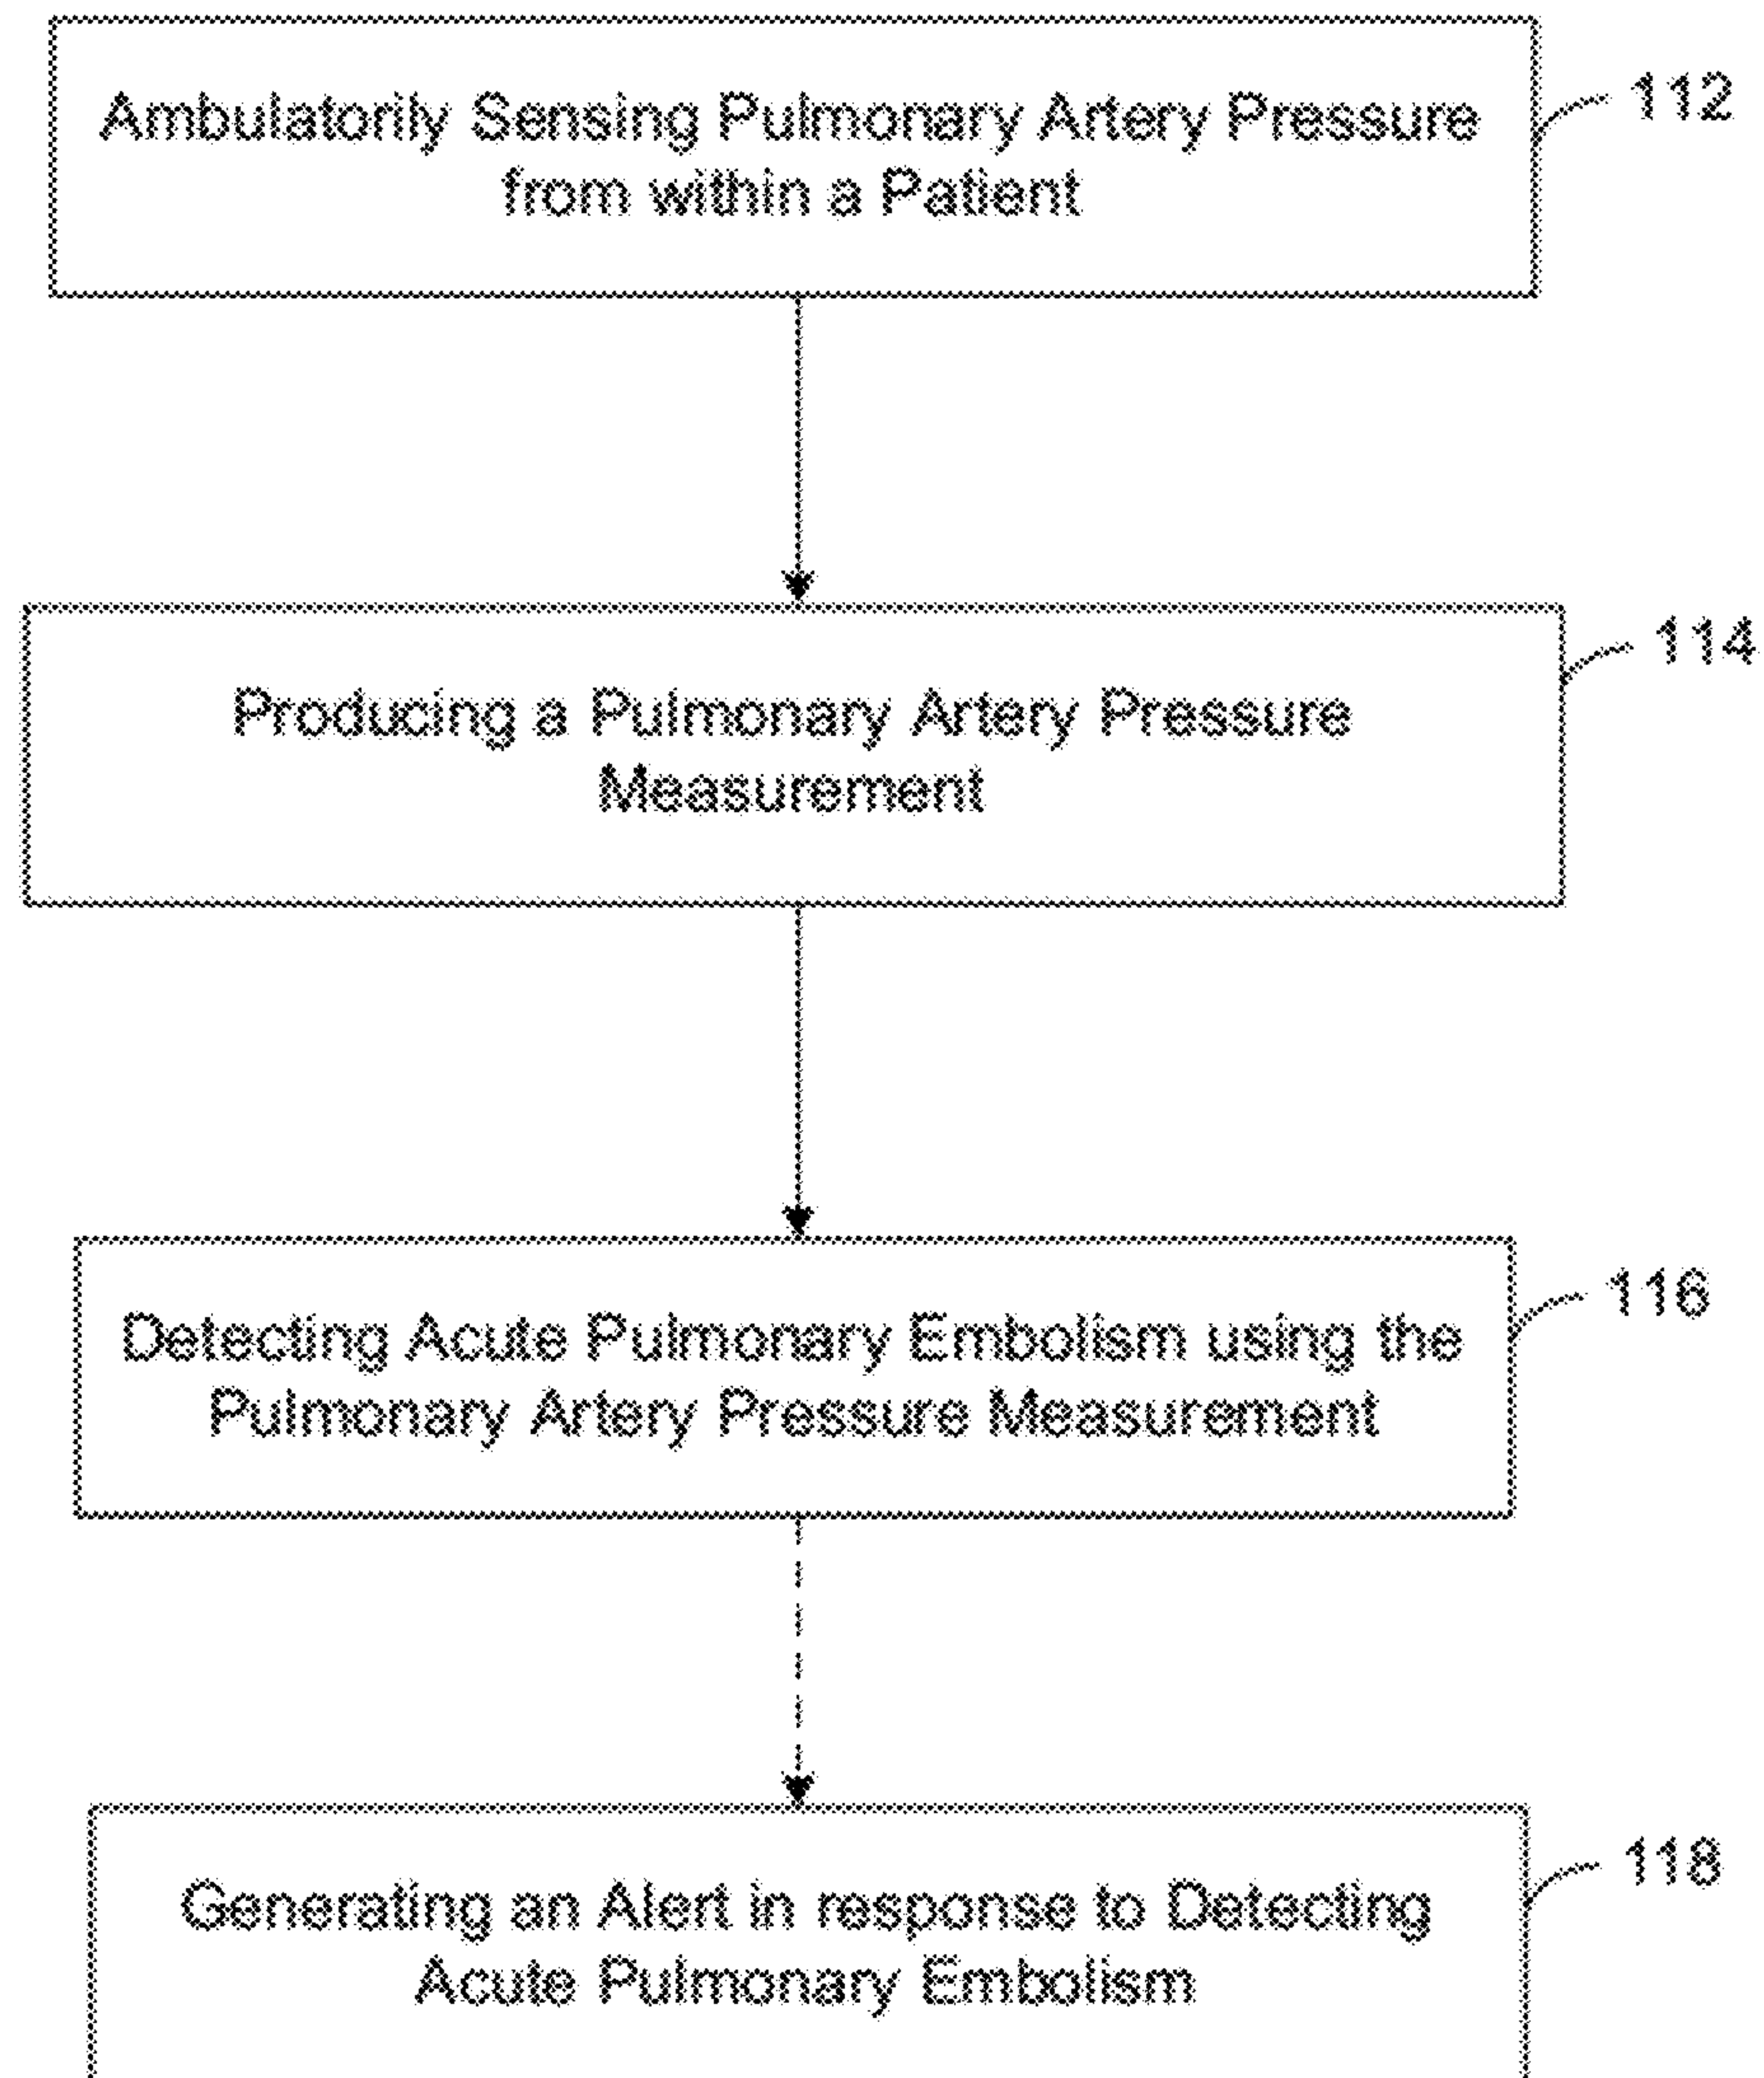 Ambulatorily Sensing Pulmonary Artery Pressure
from within a Patient
112
Producing a Pulmonary Artery Pressure
Measurement
114
Detecting Acute Pulmonary Embolism using the
Pulmonary Artery Pressure Measurement
116
Generating an Alert in response to Detecting
Acute Pulmonary Embolism
118